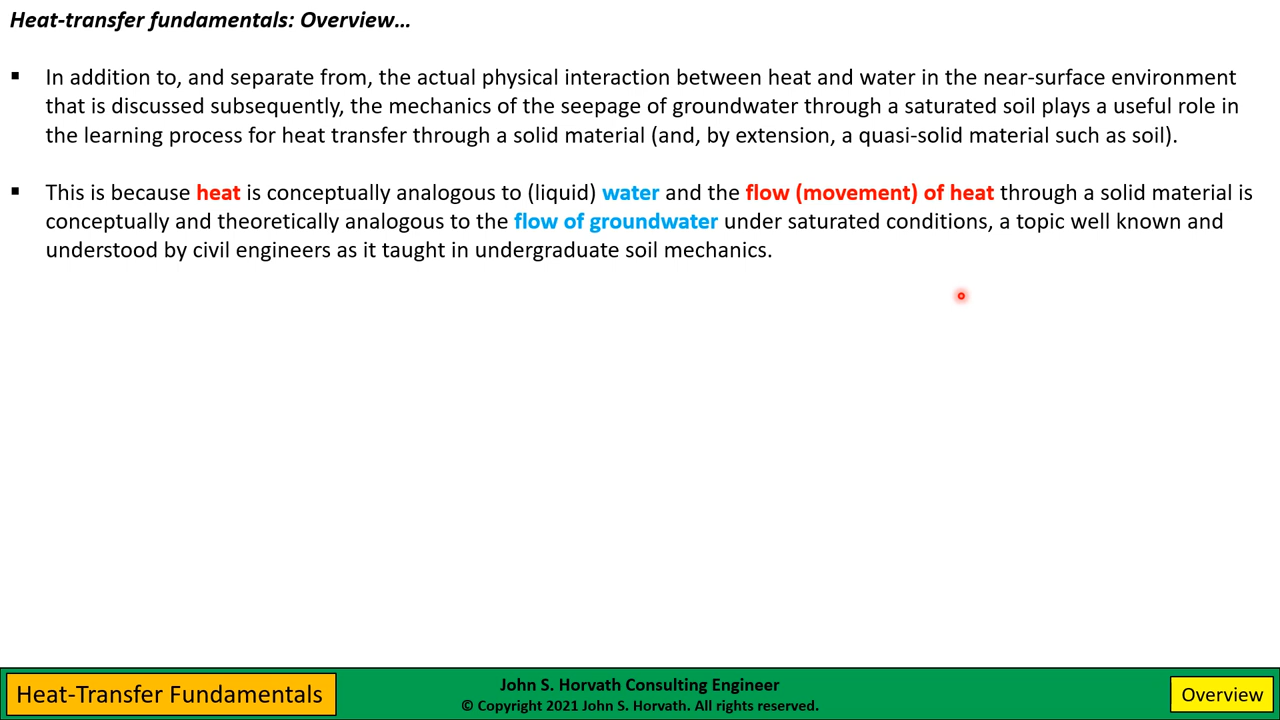 Heat-transfer fundamentals: Overview…
▪ In addition to, and separate from, the actual physical interaction between heat and water in the near-surface environment
that is discussed subsequently, the mechanics of the seepage of groundwater through a saturated soil plays a useful role in
the learning process for heat transfer through a solid material (and, by extension, a quasi-solid material such as soil).
▪ This is because heat is conceptually analogous to (liquid) water and the flow (movement) of heat through a solid material is
conceptually and theoretically analogous to the flow of groundwater under saturated conditions, a topic well known and
understood by civil engineers as it taught in undergraduate soil mechanics.
Heat-Transfer Fundamentals
John S. Horvath Consulting Engineer
© Copyright 2021 John S. Horvath. All rights reserved.
Overview